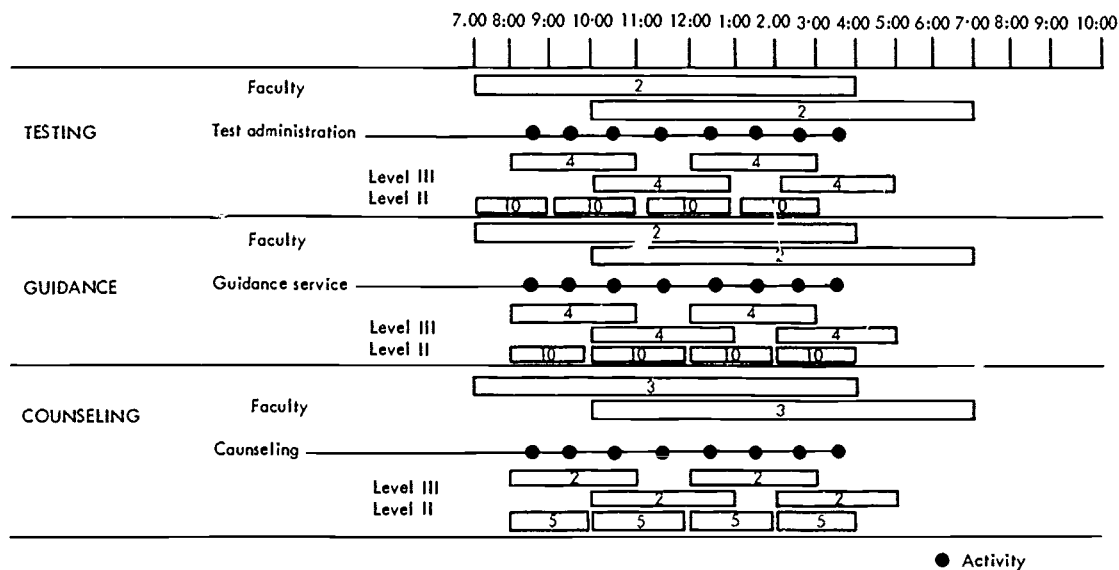 7.00 8:00 9:00 10:00 11:00 12:00 1:00 2.00 3·00 4:00 5:00 6:00 7:00 8:00 9:00 10:00
Faculty 2
2
TESTING Test administration
4 4
Level III 4 4
Level II 10 10 10 10
Faculty 2
2
GUIDANCE Guidance service
4 4
Level III 4 4
Level II 10 10 10 10
3
COUNSELING Faculty 3
Caunseling
2 2
Level III 2 2
Level II 5 5 5 5
Activity